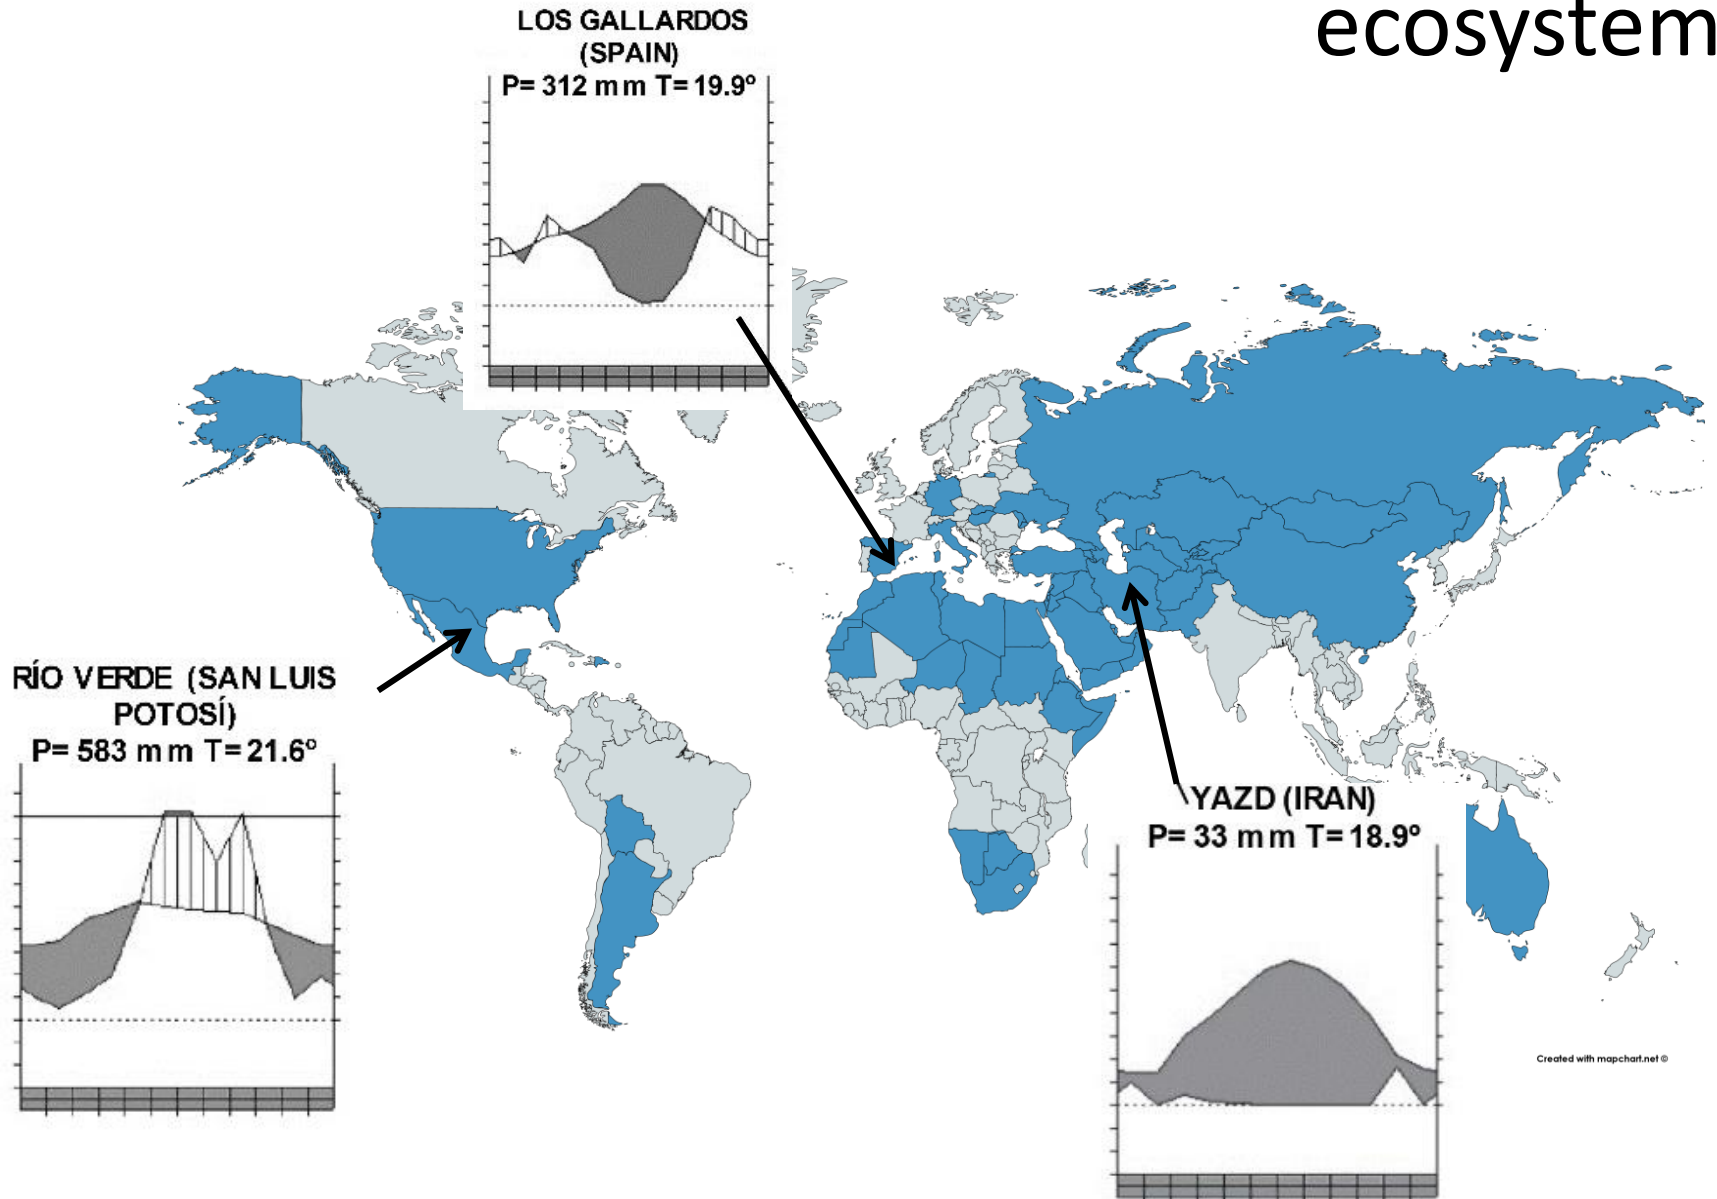 ecosystem
LOS GALLARDOS
(SPAIN)
P= 312 mm T= 19.9º
RÍO VERDE (SAN LUIS
POTOSÍ)
P= 583 mm T= 21.6º
YAZD (IRAN)
P= 33 mm T= 18.9º
Created with mapchart.net ©